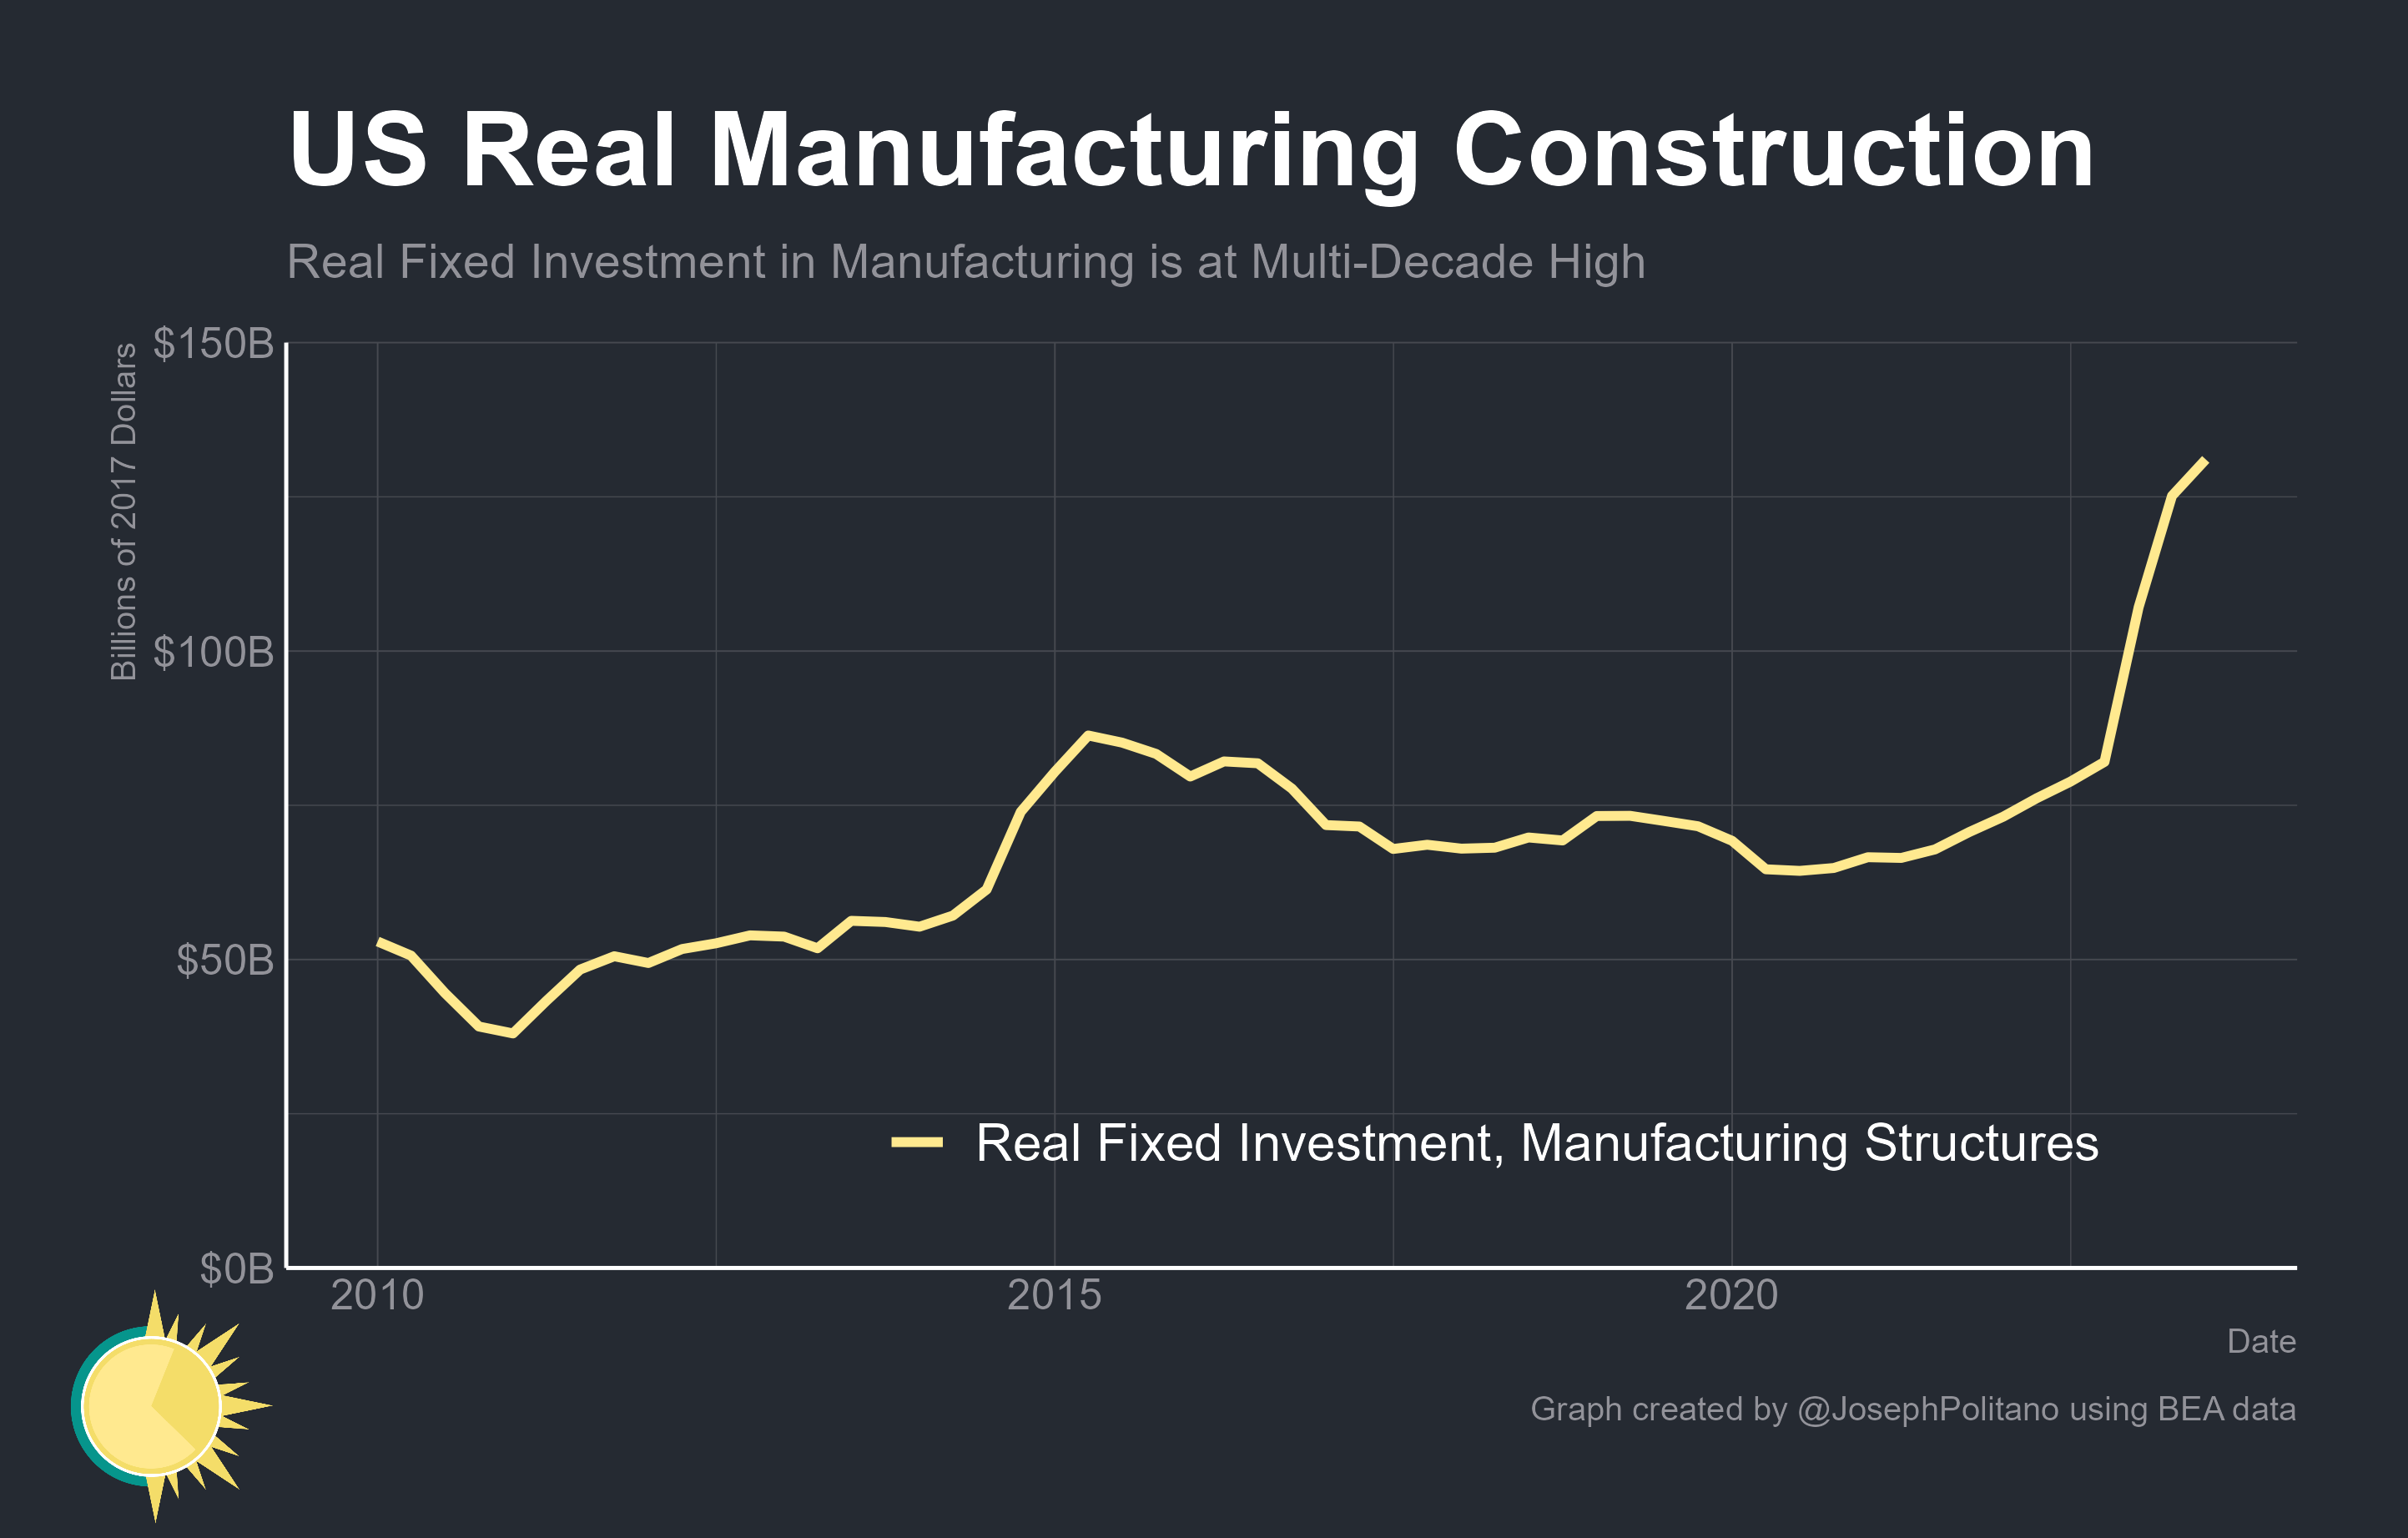 US Real Manufacturing Construction
Real Fixed Investment in Manufacturing is at Multi-Decade High
Billions of 2017 Dollars
$150B
$100B
$50B
$0B
Real Fixed Investment, Manufacturing Structures
2010 2015 2020
Date
Graph created by @JosephPolitano using BEA data